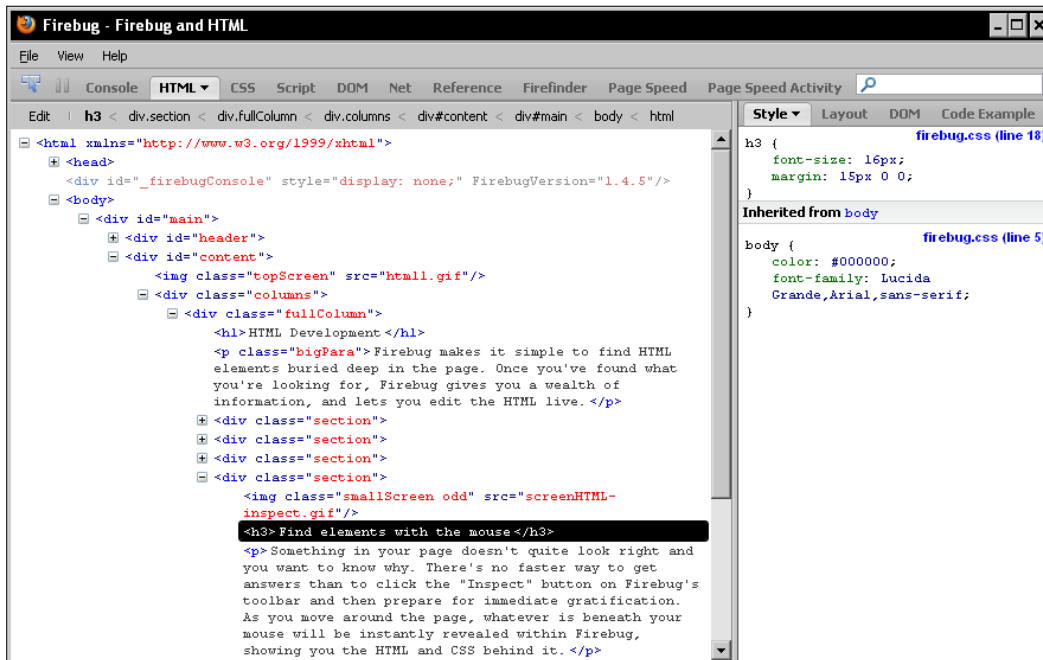 Firebug - Firebug and HTML
File View Help
Console HTML CSS Script DOM Net Reference Firefinder Page Speed Page Speed Activity
Edit h3 < div.section < div.fullColumn < div.columns < div#content < div#main < body < html
<html xmlns="http://www.w3.org/1999/xhtml">
<head>
<div id="_firebugConsole" style="display: none;" FirebugVersion="1.4.5"/>
<body>
<div id="main">
<div id="header">
<div id="content">
<img class="topScreen" src="html1.gif"/>
<div class="columns">
<div class="fullColumn">
<h1>HTML Development</h1>
<p class="bigPara">Firebug makes it simple to find HTML
elements buried deep in the page. Once you've found what
you're looking for, Firebug gives you a wealth of
information, and lets you edit the HTML live.</p>
<div class="section">
<div class="section">
<div class="section">
<div class="section">
<img class="smallScreen odd" src="screenHTML-
inspect.gif"/>
<h3>Find elements with the mouse</h3>
<p>Something in your page doesn't quite look right and
you want to know why. There's no faster way to get
answers than to click the "Inspect" button on Firebug's
toolbar and then prepare for immediate gratification.
As you move around the page, whatever is beneath your
mouse will be instantly revealed within Firebug,
showing you the HTML and CSS behind it.</p>
Style Layout DOM Code Example
firebug.css (line 18)
h3 {
font-size: 16px;
margin: 15px 0 0;
}
Inherited from body
firebug.css (line 5)
body {
color: #000000;
font-family: Lucida
Grande,Arial,sans-serif;
}